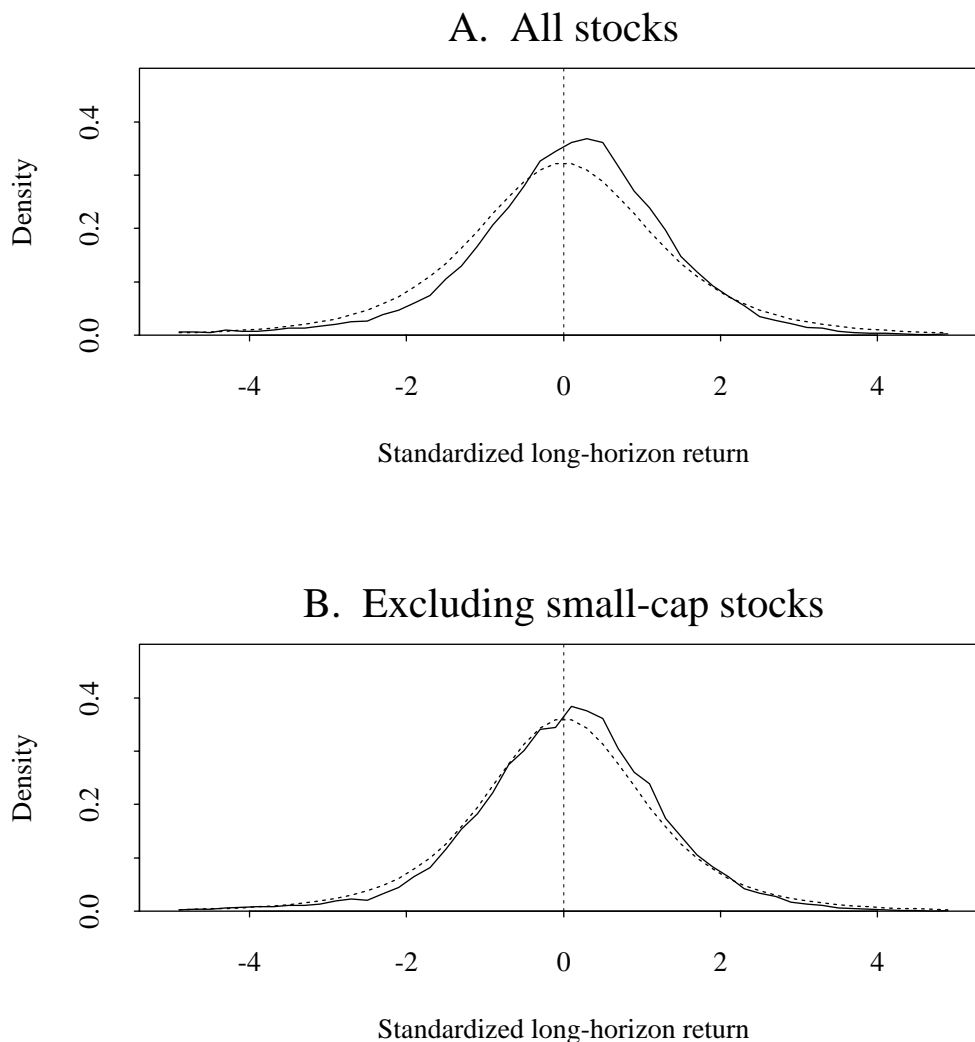 A. All stocks
Density
0.0 0.2 0.4
-4 -2 0 2 4
Standardized long-horizon return
B. Excluding small-cap stocks
Density
0.0 0.2 0.4
-4 -2 0 2 4
Standardized long-horizon return